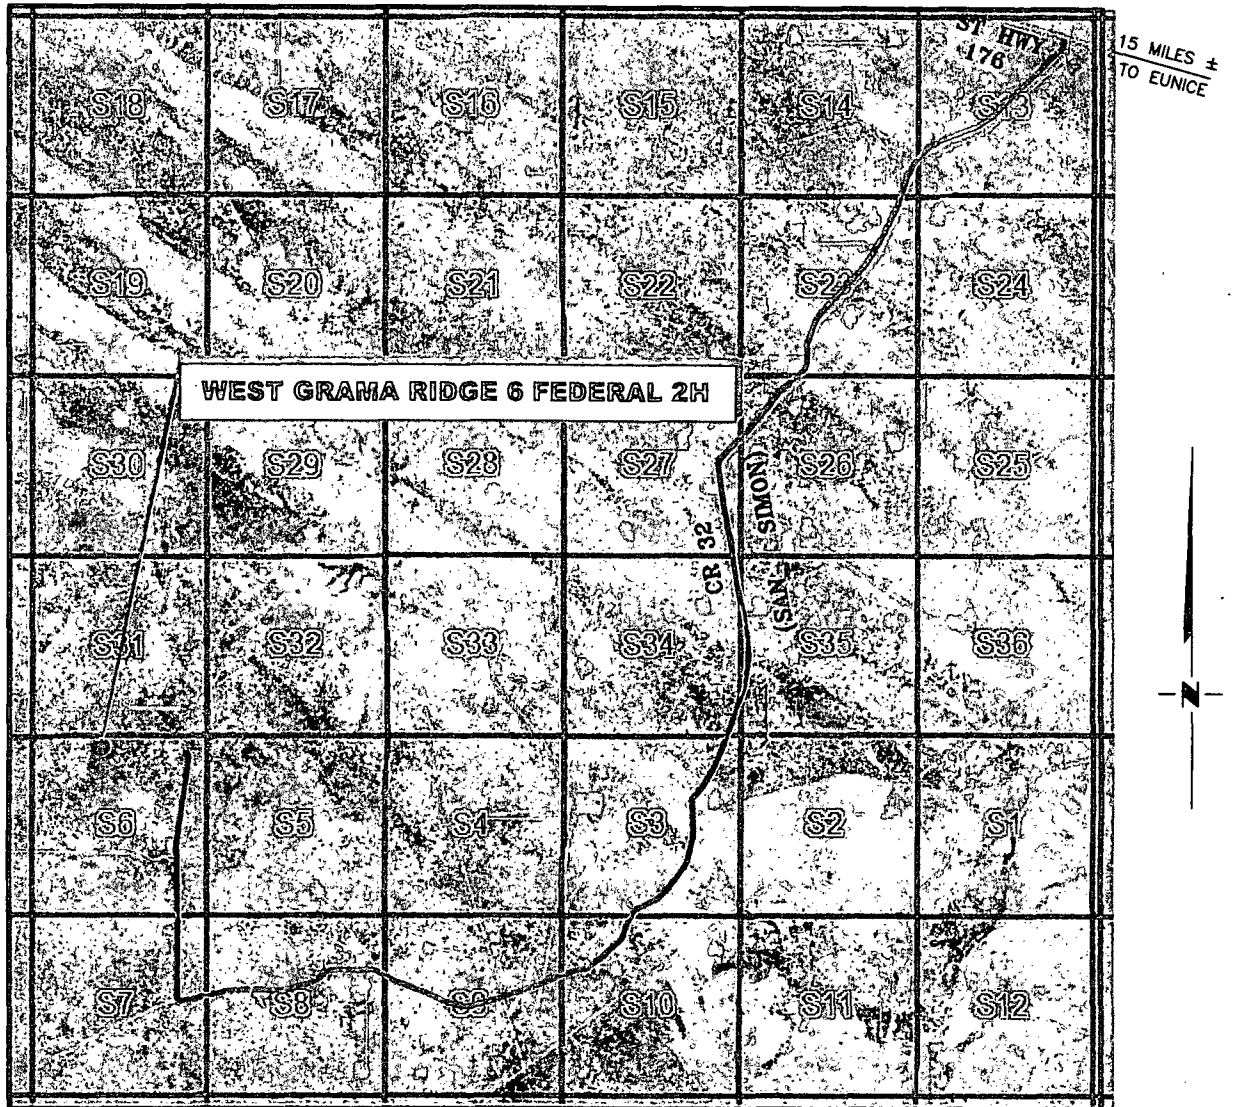 ST HWY
176
15 MILES ±
TO EUNICE
S18
S17
S16
S15
S14
S13
S19
S20
S21
S22
S23
S24
WEST GRAMA RIDGE 6 FEDERAL 2H
S30
S29
S28
S27
S26
S25
CR 32
(SAN SIMON)
S31
S32
S33
S34
S35
S36
N
S6
S5
S4
S3
S2
S1
S7
S8
S9
S10
S11
S12